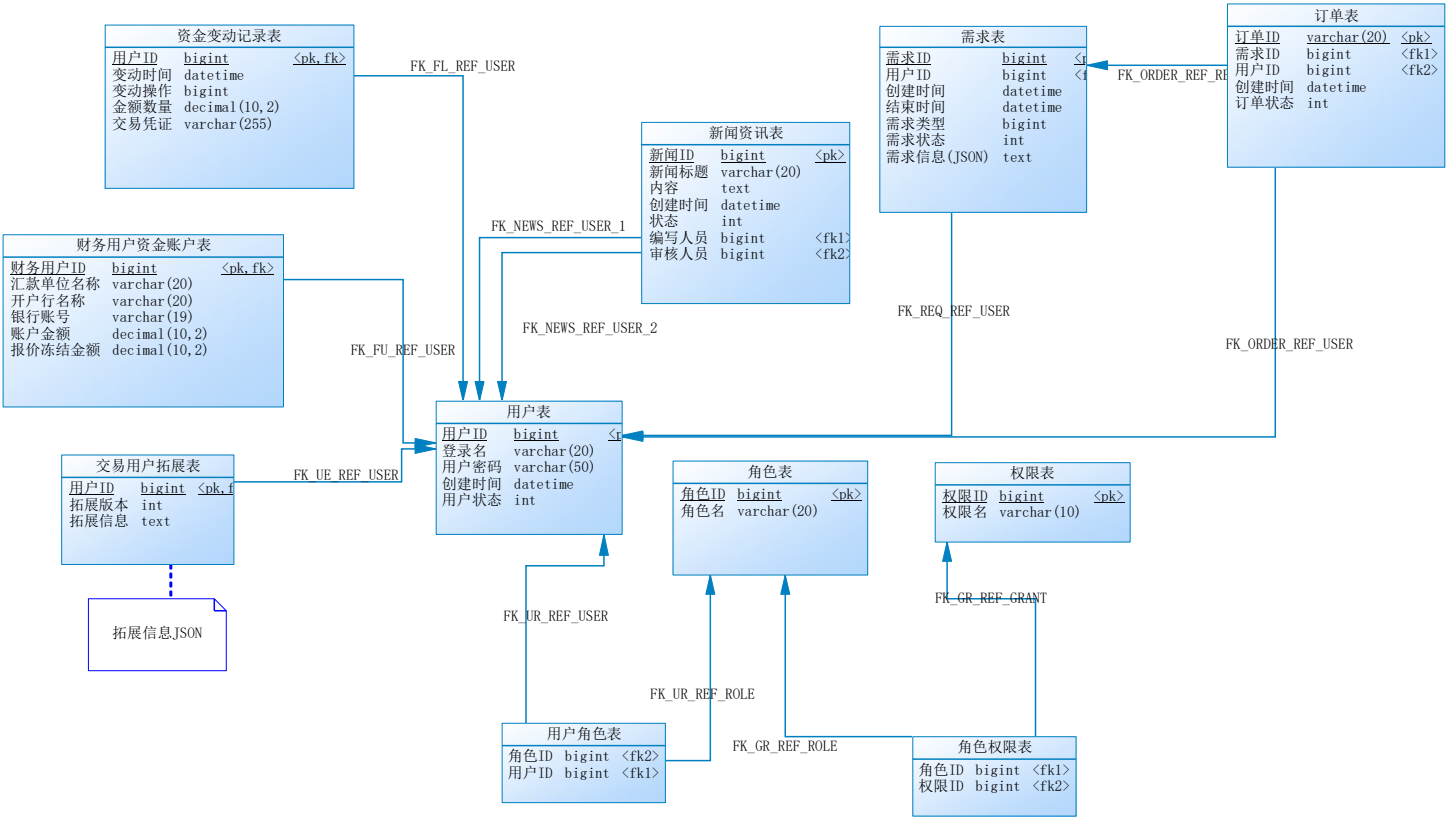 资金变动记录表
用户ID bigint <pk,fk>
变动时间 datetime
变动操作 bigint
金额数量 decimal(10,2)
交易凭证 varchar(255)
FK_FL_REF_USER
需求表
需求ID bigint <p
用户ID bigint <f
创建时间 datetime
结束时间 datetime
需求类型 bigint
需求状态 int
需求信息(JSON) text
FK_ORDER_REF_RE
订单表
订单ID varchar(20) <pk>
需求ID bigint <fk1>
用户ID bigint <fk2>
创建时间 datetime
订单状态 int
新闻资讯表
新闻ID bigint <pk>
新闻标题 varchar(20)
内容 text
创建时间 datetime
状态 int
编写人员 bigint <fk1>
审核人员 bigint <fk2>
FK_NEWS_REF_USER_1
FK_NEWS_REF_USER_2
财务用户资金账户表
财务用户ID bigint <pk,fk>
汇款单位名称 varchar(20)
开户行名称 varchar(20)
银行账号 varchar(19)
账户金额 decimal(10,2)
报价冻结金额 decimal(10,2)
FK_FU_REF_USER
FK_REQ_REF_USER
FK_ORDER_REF_USER
用户表
用户ID bigint <p
登录名 varchar(20)
用户密码 varchar(50)
创建时间 datetime
用户状态 int
交易用户拓展表
用户ID bigint <pk,f
拓展版本 int
拓展信息 text
FK_UE_REF_USER
拓展信息JSON
角色表
角色ID bigint <pk>
角色名 varchar(20)
权限表
权限ID bigint <pk>
权限名 varchar(10)
FK_GR_REF_GRANT
FK_UR_REF_USER
FK_UR_REF_ROLE
FK_GR_REF_ROLE
用户角色表
角色ID bigint <fk2>
用户ID bigint <fk1>
角色权限表
角色ID bigint <fk1>
权限ID bigint <fk2>